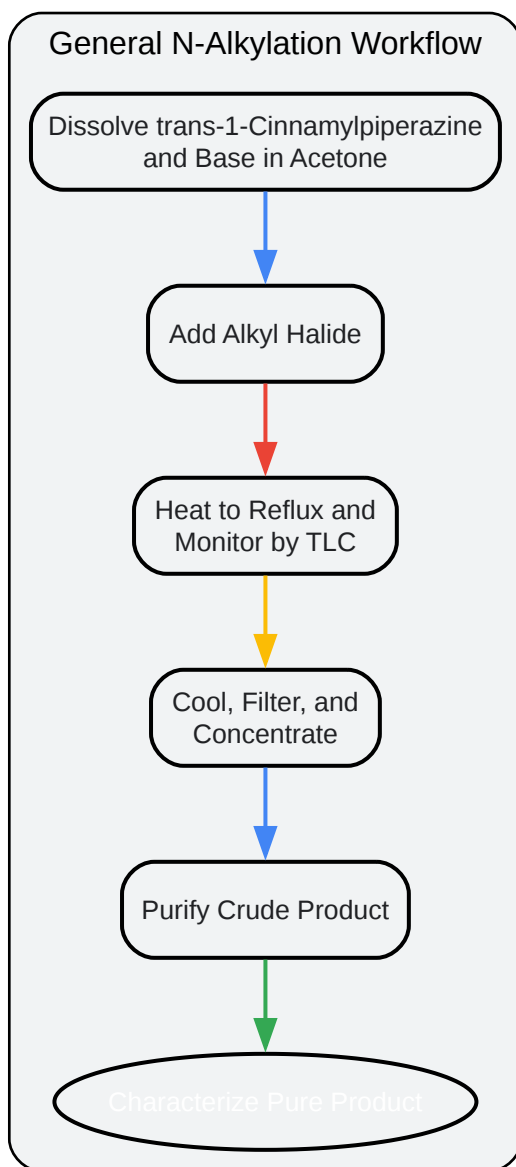 General N-Alkylation Workflow
Dissolve trans-1-Cinnamylpiperazine
and Base in Acetone
Add Alkyl Halide
Heat to Reflux and
Monitor by TLC
Cool, Filter, and
Concentrate
Purify Crude Product
Characterize Pure Product